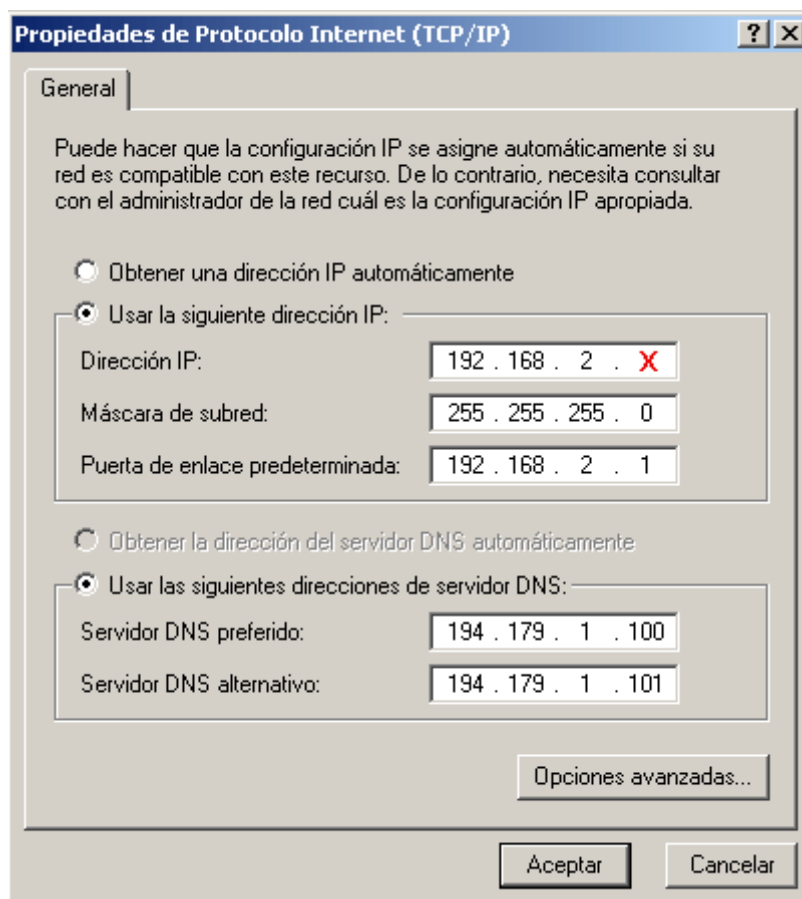 Propiedades de Protocolo Internet (TCP/IP)
General
Puede hacer que la configuración IP se asigne automáticamente si su
red es compatible con este recurso. De lo contrario, necesita consultar
con el administrador de la red cuál es la configuración IP apropiada.
Obtener una dirección IP automáticamente
Usar la siguiente dirección IP:
Dirección IP: 192 . 168 . 2 . X
Máscara de subred: 255 . 255 . 255 . 0
Puerta de enlace predeterminada: 192 . 168 . 2 . 1
Obtener la dirección del servidor DNS automáticamente
Usar las siguientes direcciones de servidor DNS:
Servidor DNS preferido: 194 . 179 . 1 . 100
Servidor DNS alternativo: 194 . 179 . 1 . 101
Opciones avanzadas...
Aceptar Cancelar